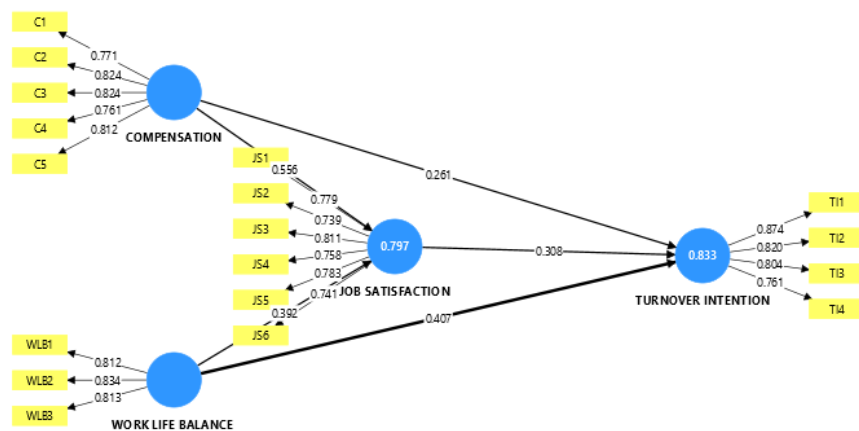 C1
C2
C3
C4
C5
0.771
0.824
0.824
0.761
0.812
COMPENSATION
JS1
JS2
JS3
JS4
JS5
JS6
0.556
0.779
0.739
0.811
0.758
0.783
0.741
0.392
0.797
JOB SATISFACTION
0.261
0.308
0.407
0.833
TURNOVER INTENTION
0.874
0.820
0.804
0.761
TI1
TI2
TI3
TI4
WLB1
WLB2
WLB3
0.812
0.834
0.813
WORK LIFE BALANCE